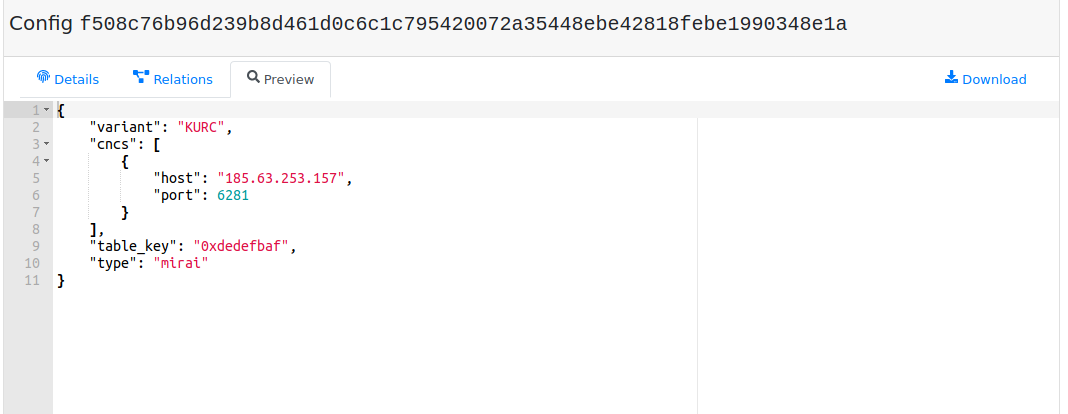 Config f508c76b96d239b8d461d0c6c1c795420072a35448ebe42818febe1990348e1a
Details Relations Preview Download
1 {
2 "variant": "KURC",
3 "cncs": [
4 {
5 "host": "185.63.253.157",
6 "port": 6281
7 }
8 ],
9 "table_key": "0xdedefbaf",
10 "type": "mirai"
11 }